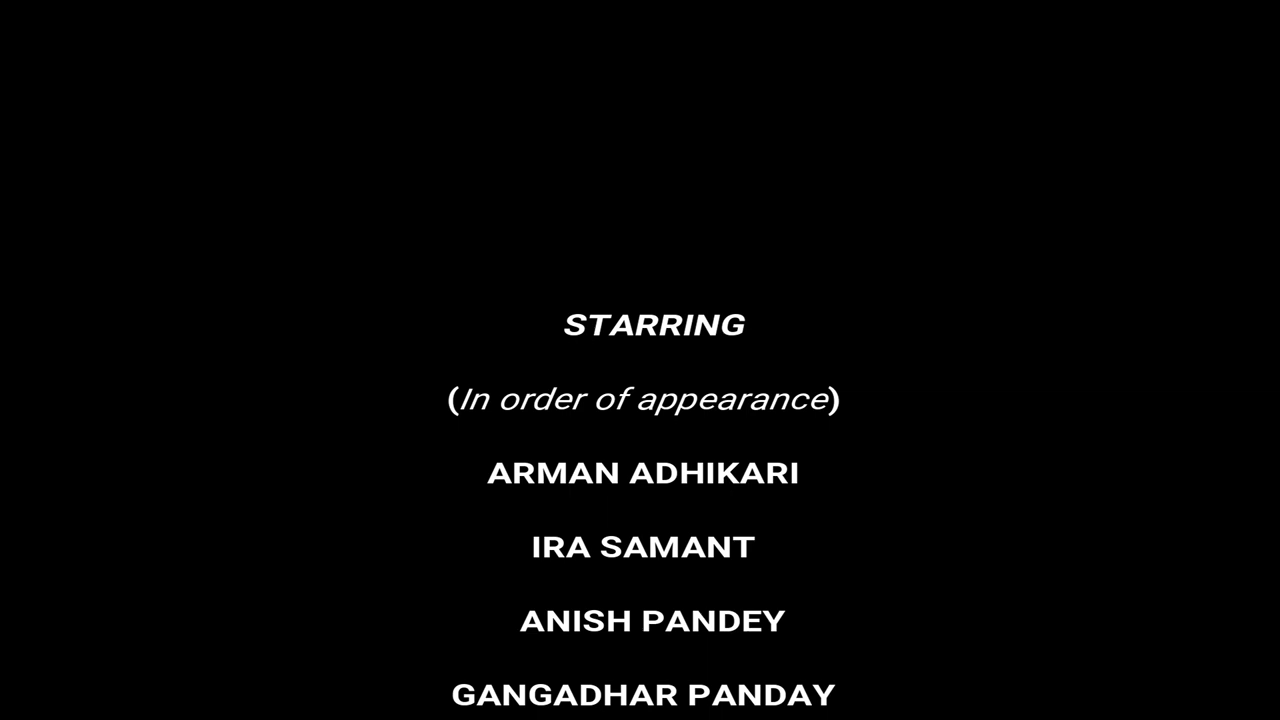 STARRING
(In order of appearance)
ARMAN ADHIKARI
IRA SAMANT
ANISH PANDEY
GANGADHAR PANDAY